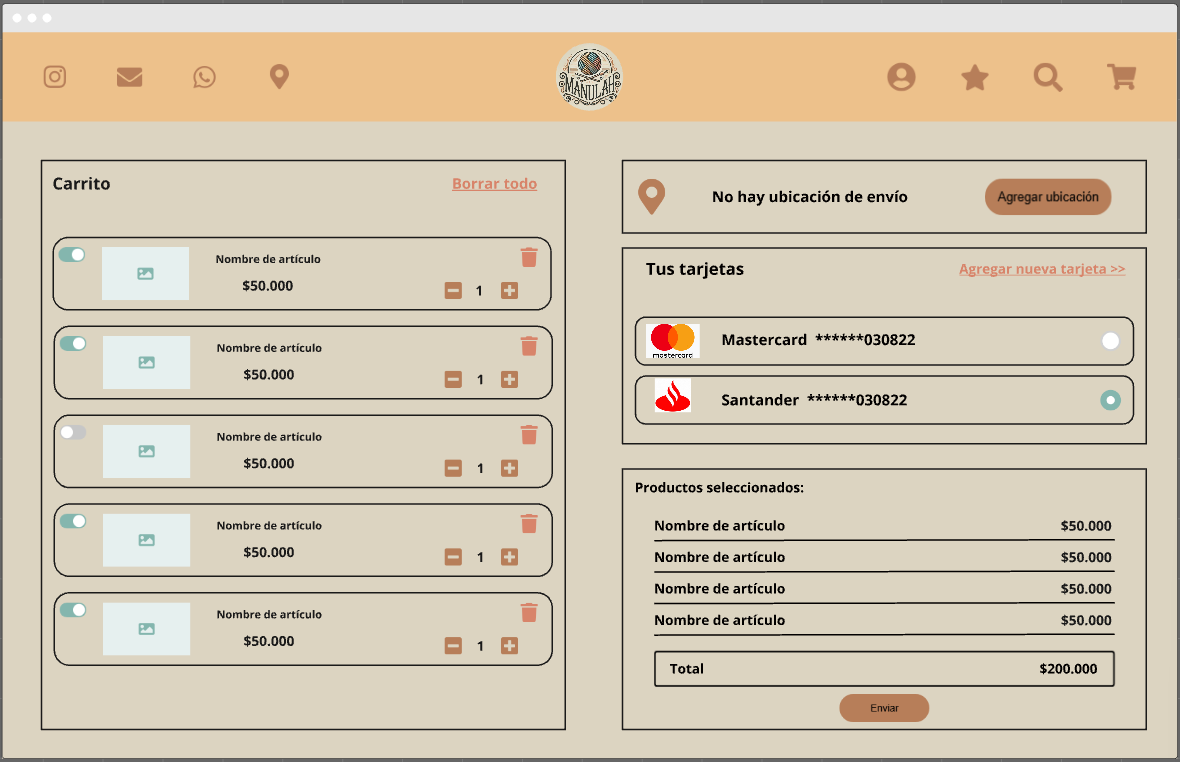 MANULAH
Carrito
Borrar todo
Nombre de artículo
$50.000
1
Nombre de artículo
$50.000
1
Nombre de artículo
$50.000
1
Nombre de artículo
$50.000
1
Nombre de artículo
$50.000
1
No hay ubicación de envío
Agregar ubicación
Tus tarjetas
Agregar nueva tarjeta >>
mastercard
Mastercard ******030822
Santander ******030822
Productos seleccionados:
Nombre de artículo $50.000
Nombre de artículo $50.000
Nombre de artículo $50.000
Nombre de artículo $50.000
Total $200.000
Enviar